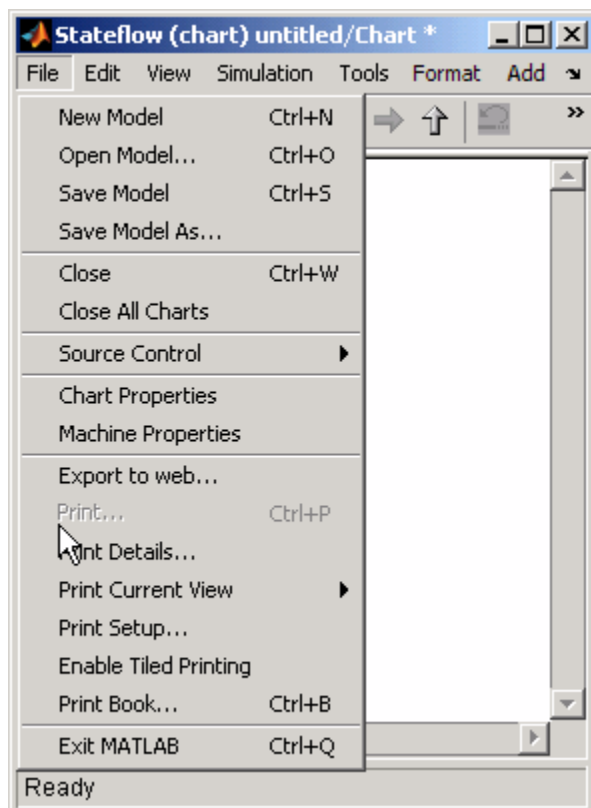 Stateflow (chart) untitled/Chart *
File Edit View Simulation Tools Format Add
New Model Ctrl+N
Open Model... Ctrl+O
Save Model Ctrl+S
Save Model As...
Close Ctrl+W
Close All Charts
Source Control
Chart Properties
Machine Properties
Export to web...
Print... Ctrl+P
Print Details...
Print Current View
Print Setup...
Enable Tiled Printing
Print Book... Ctrl+B
Exit MATLAB Ctrl+Q
Ready